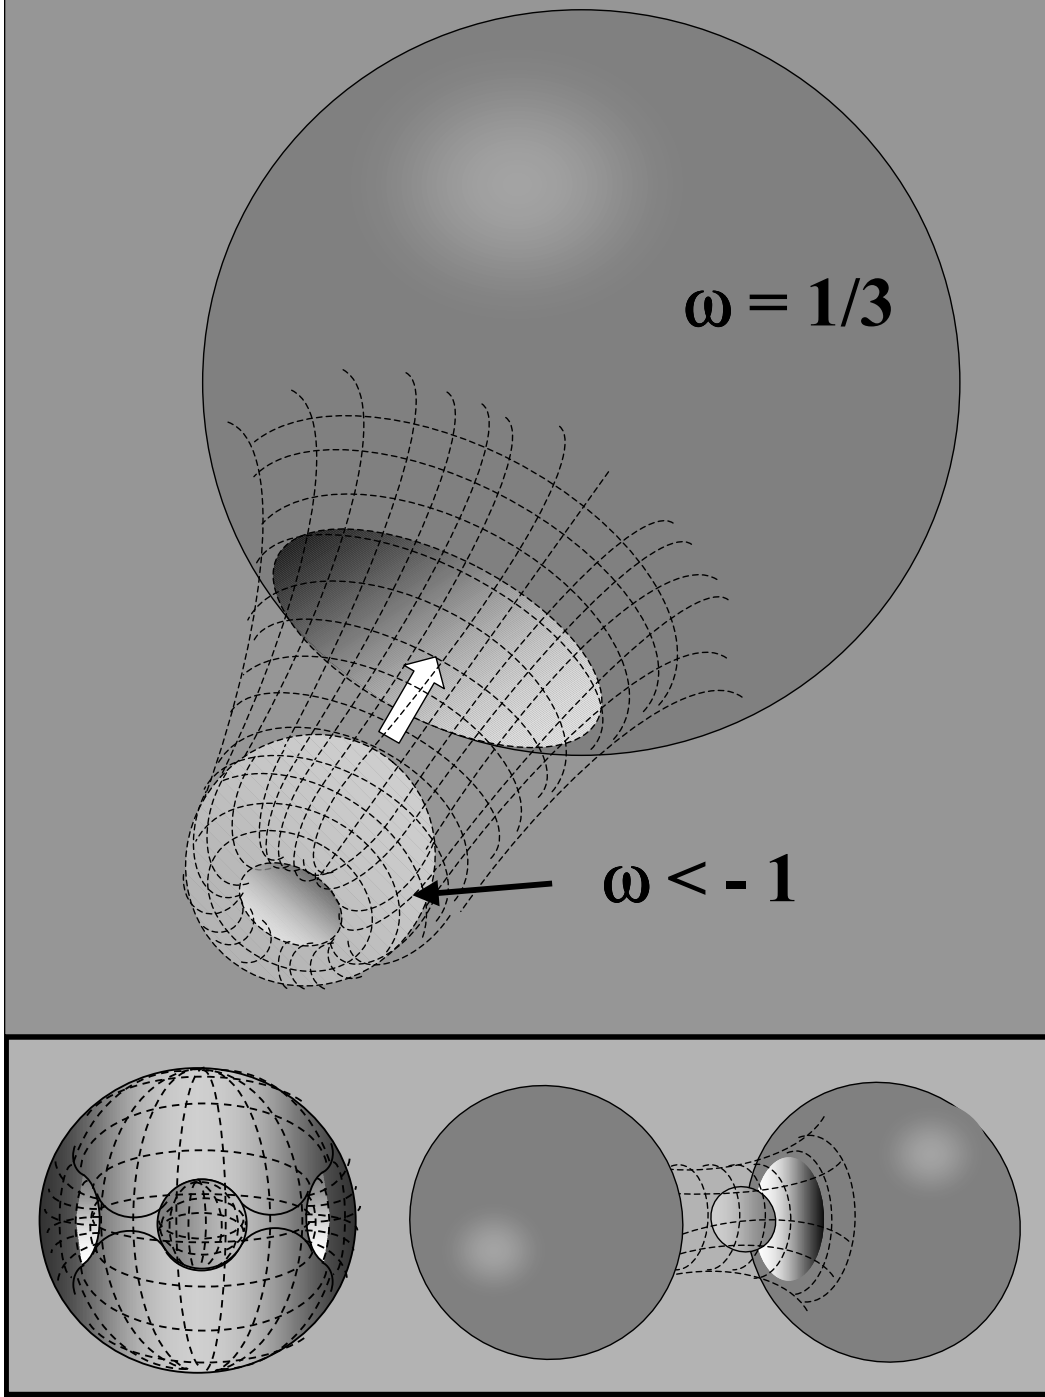 ω = 1/3
ω < - 1